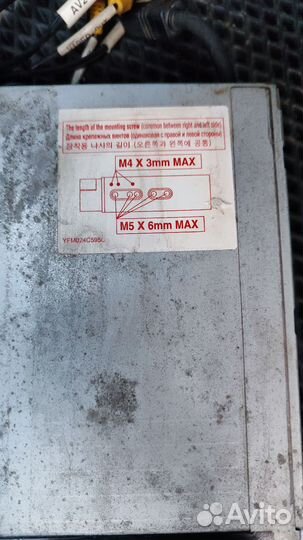 AV2
The length of the mounting screw (common between right and left side)
Длина крепежных винтов (одинаковая с правой и левой стороны)
장착용 나사의 길이 (오른쪽과 왼쪽에 공통)
M4 X 3mm MAX
M5 X 6mm MAX
Avito